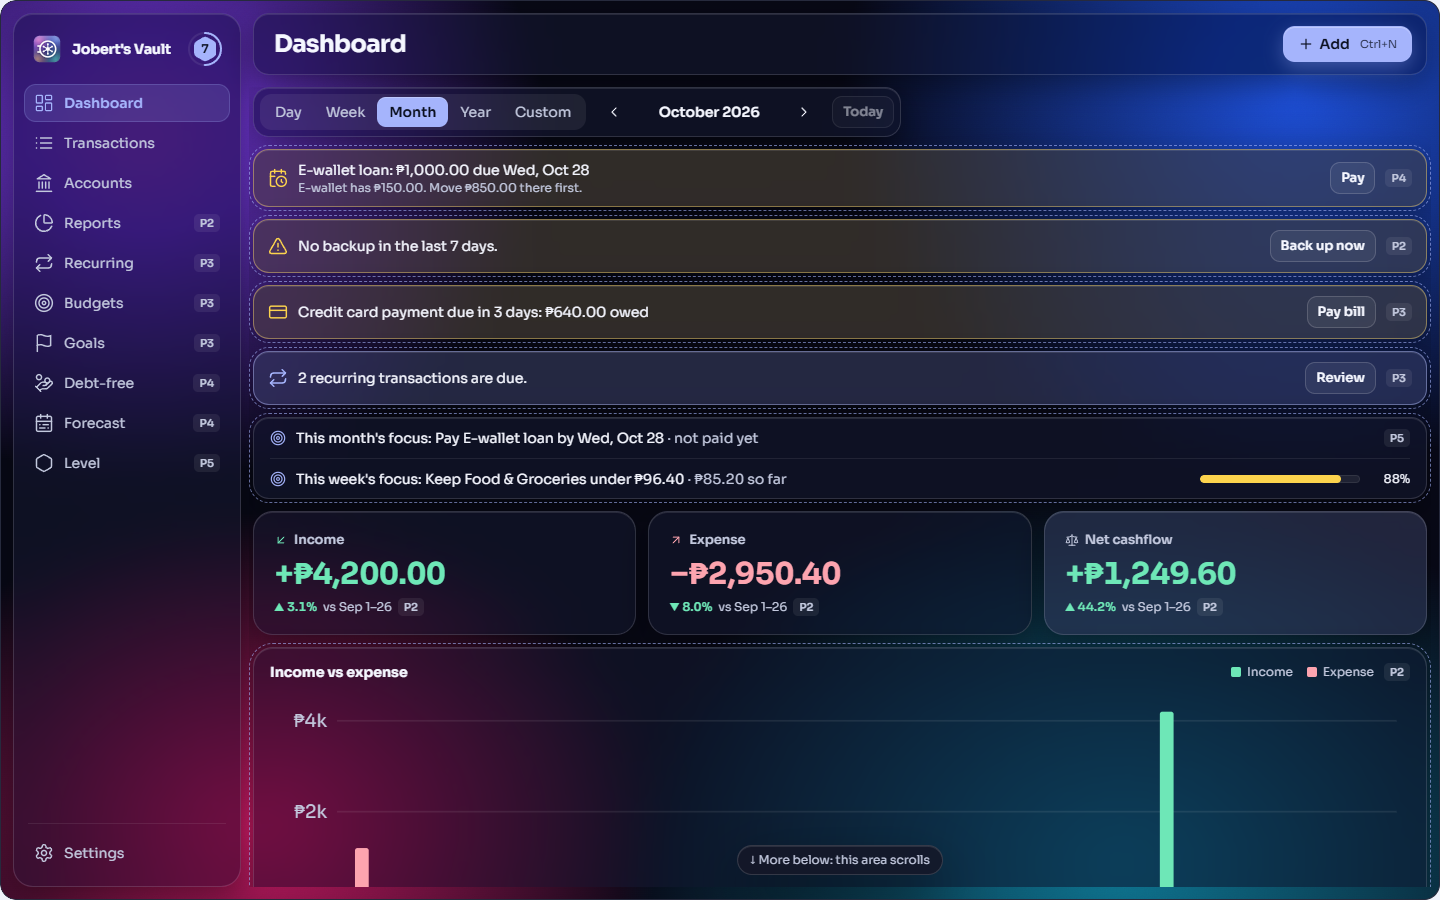 Jobert's Vault
7
Dashboard
Transactions
Accounts
Reports P2
Recurring P3
Budgets P3
Goals P3
Debt-free P4
Forecast P4
Level P5
Settings
Dashboard
+ Add Ctrl+N
Day Week Month Year Custom
October 2026
Today
E-wallet loan: ₱1,000.00 due Wed, Oct 28
E-wallet has ₱150.00. Move ₱850.00 there first.
Pay P4
No backup in the last 7 days.
Back up now P2
Credit card payment due in 3 days: ₱640.00 owed
Pay bill P3
2 recurring transactions are due.
Review P3
This month's focus: Pay E-wallet loan by Wed, Oct 28 · not paid yet
P5
This week's focus: Keep Food & Groceries under ₱96.40 · ₱85.20 so far
88%
Income
+₱4,200.00
▲ 3.1% vs Sep 1–26 P2
Expense
−₱2,950.40
▼ 8.0% vs Sep 1–26 P2
Net cashflow
+₱1,249.60
▲ 44.2% vs Sep 1–26 P2
Income vs expense
Income Expense P2
₱4k
₱2k
↓ More below: this area scrolls